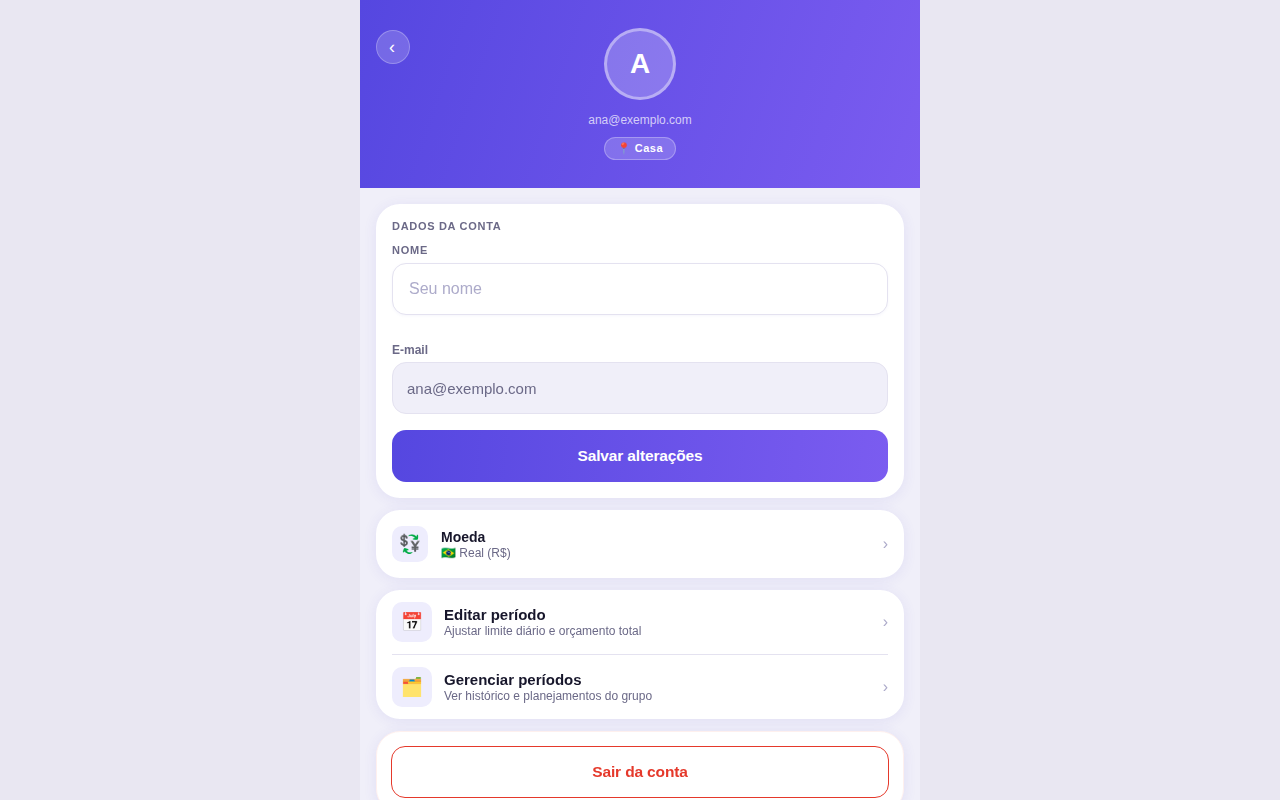 ‹
A
ana@exemplo.com
📍 Casa
DADOS DA CONTA
NOME
Seu nome
E-mail
ana@exemplo.com
Salvar alterações
Moeda
🇧🇷 Real (R$)
›
Editar período
Ajustar limite diário e orçamento total
›
Gerenciar períodos
Ver histórico e planejamentos do grupo
›
Sair da conta